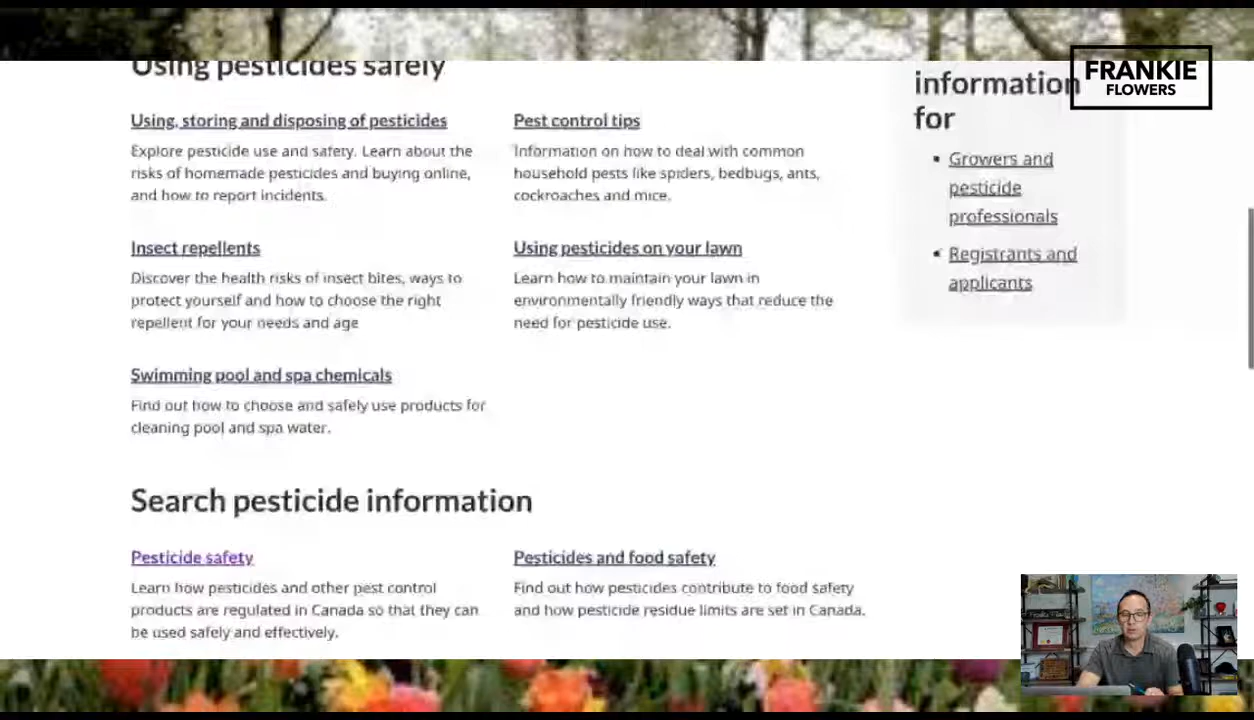 Using pesticides safely
Using, storing and disposing of pesticides
Explore pesticide use and safety. Learn about the
risks of homemade pesticides and buying online,
and how to report incidents.
Pest control tips
Information on how to deal with common
household pests like spiders, bedbugs, ants,
cockroaches and mice.
Insect repellents
Discover the health risks of insect bites, ways to
protect yourself and how to choose the right
repellent for your needs and age
Using pesticides on your lawn
Learn how to maintain your lawn in
environmentally friendly ways that reduce the
need for pesticide use.
Swimming pool and spa chemicals
Find out how to choose and safely use products for
cleaning pool and spa water.
Search pesticide information
Pesticide safety
Learn how pesticides and other pest control
products are regulated in Canada so that they can
be used safely and effectively.
Pesticides and food safety
Find out how pesticides contribute to food safety
and how pesticide residue limits are set in Canada.
information
for
Growers and
pesticide
professionals
Registrants and
applicants
FRANKIE
FLOWERS